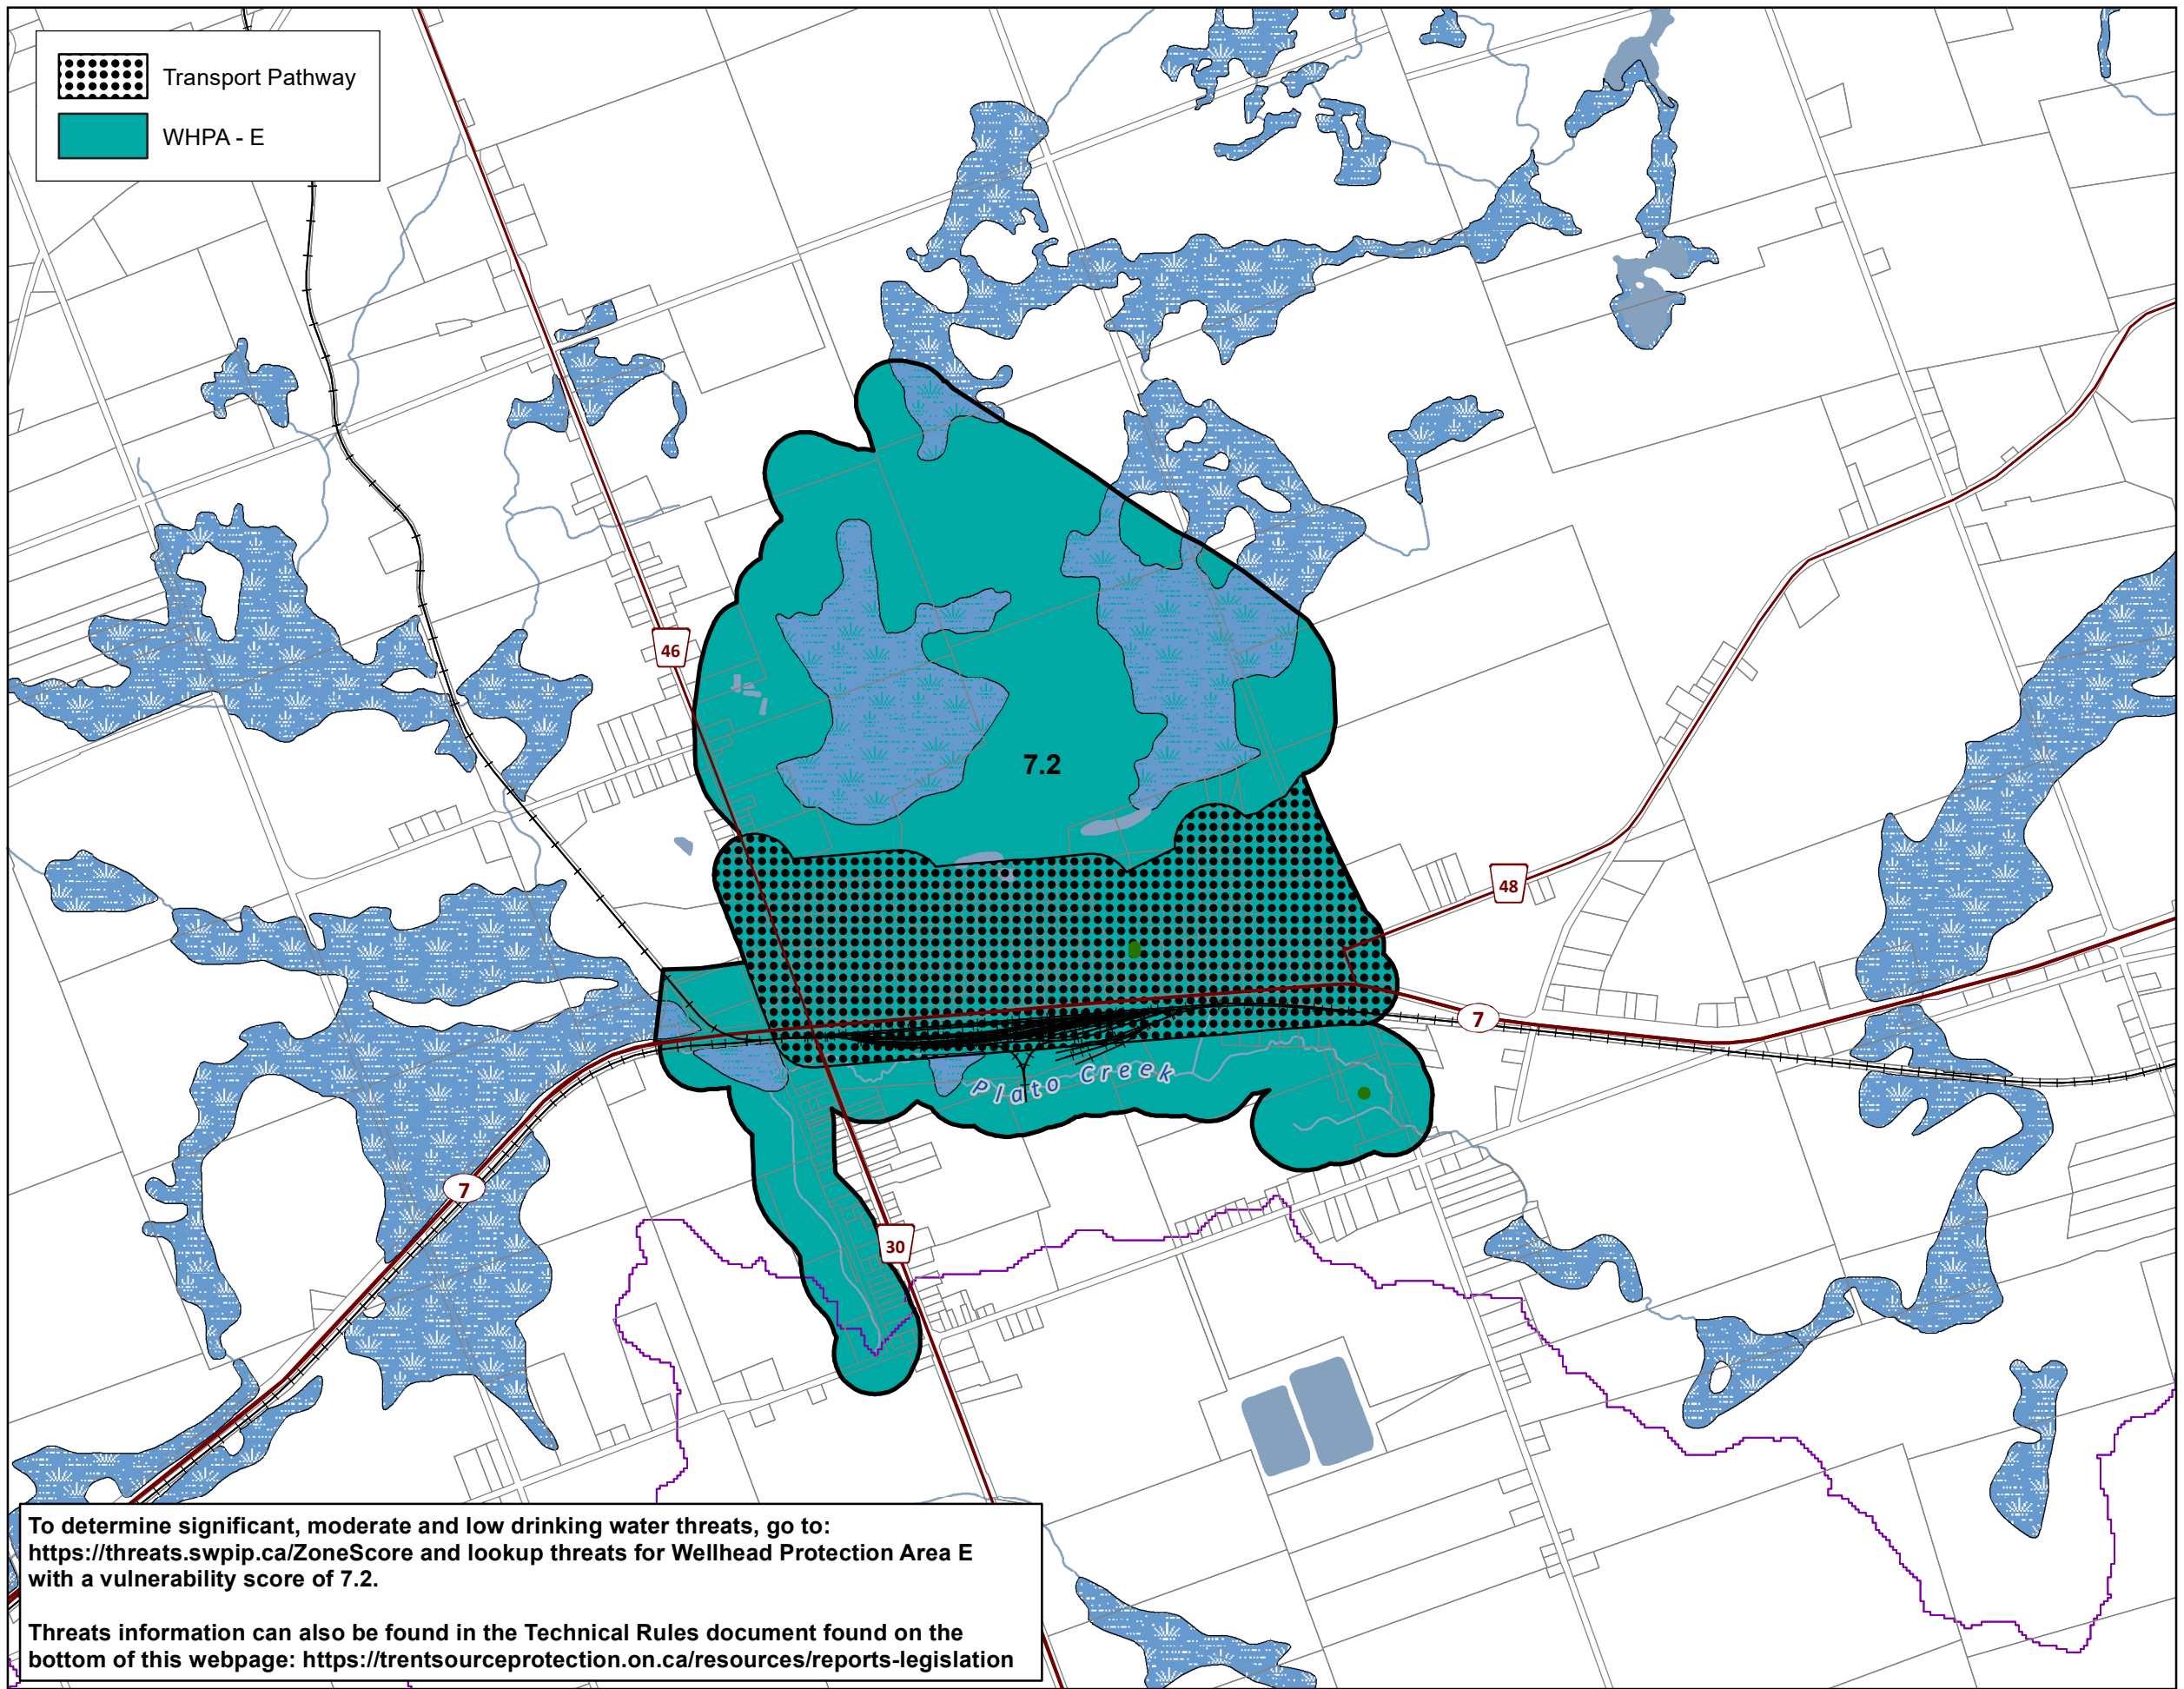 Transport Pathway
WHPA - E
46
7.2
48
7
Plato Creek
7
30
To determine significant, moderate and low drinking water threats, go to:
https://threats.swpip.ca/ZoneScore and lookup threats for Wellhead Protection Area E
with a vulnerability score of 7.2.
Threats information can also be found in the Technical Rules document found on the
bottom of this webpage: https://trentsourceprotection.on.ca/resources/reports-legislation